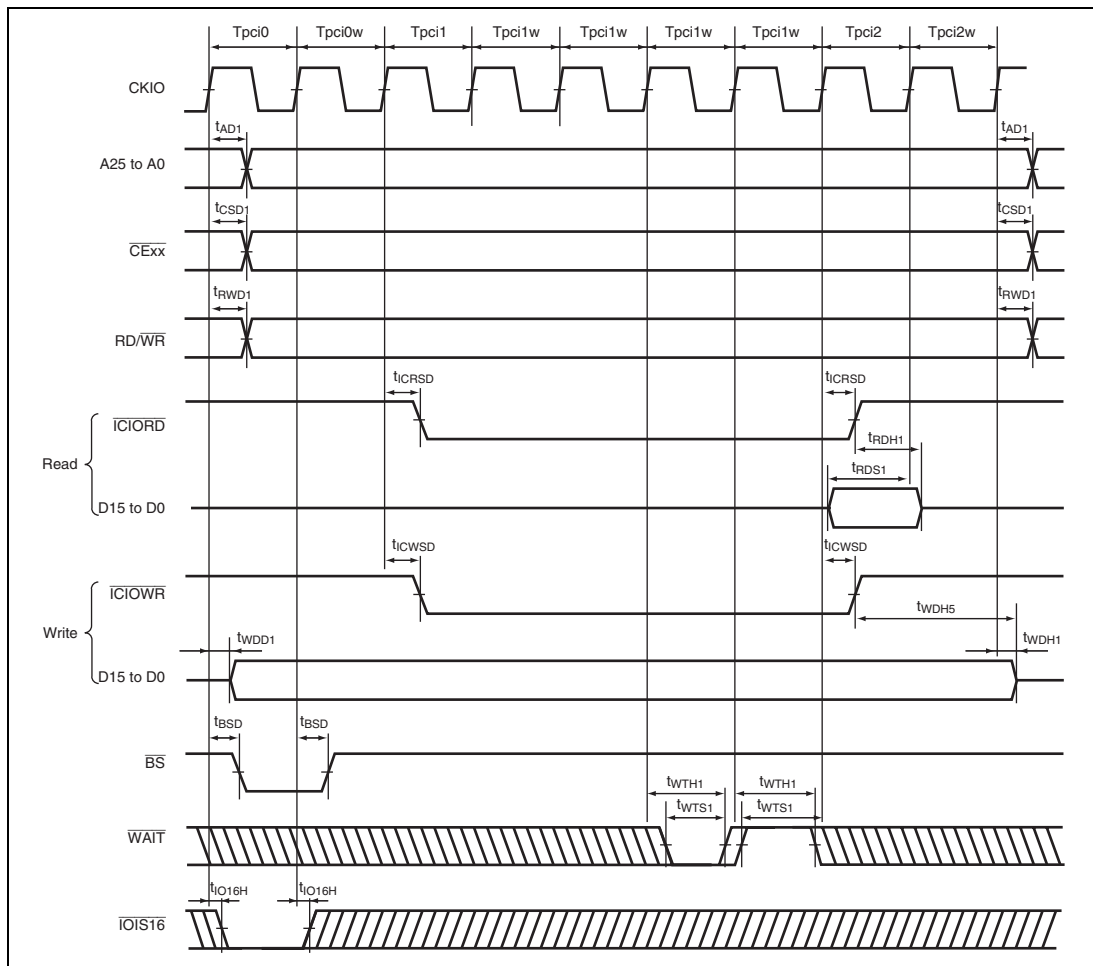 Tpci0 Tpci0w Tpci1 Tpci1w Tpci1w Tpci1w Tpci1w Tpci2 Tpci2w
CKIO
tAD1 tAD1
A25 to A0
tCSD1 tCSD1
CExx
tRWD1 tRWD1
RD/WR
tICRSD tICRSD
ICIORD
tRDH1
Read
tRDS1
D15 to D0
tICWSD tICWSD
ICIOWR
tWDH5
Write
tWDD1 tWDH1
D15 to D0
tBSD tBSD
BS
tWTH1 tWTH1
tWTS1 tWTS1
WAIT
tIO16H tIO16H
IOIS16